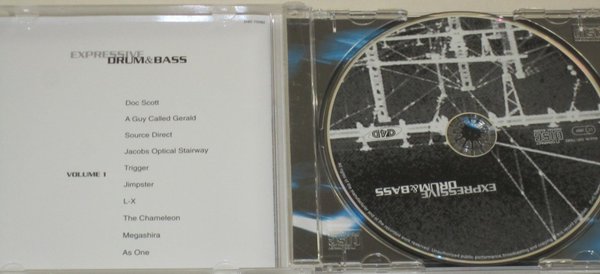 EXPRESSIVE
DRUM&BASS
Doc Scott
A Guy Called Gerald
Source Direct
Jacobs Optical Stairway
VOLUME 1
Trigger
Jimpster
L-X
The Chameleon
Megashira
As One
EXPRESSIVE
DRUM&BASS